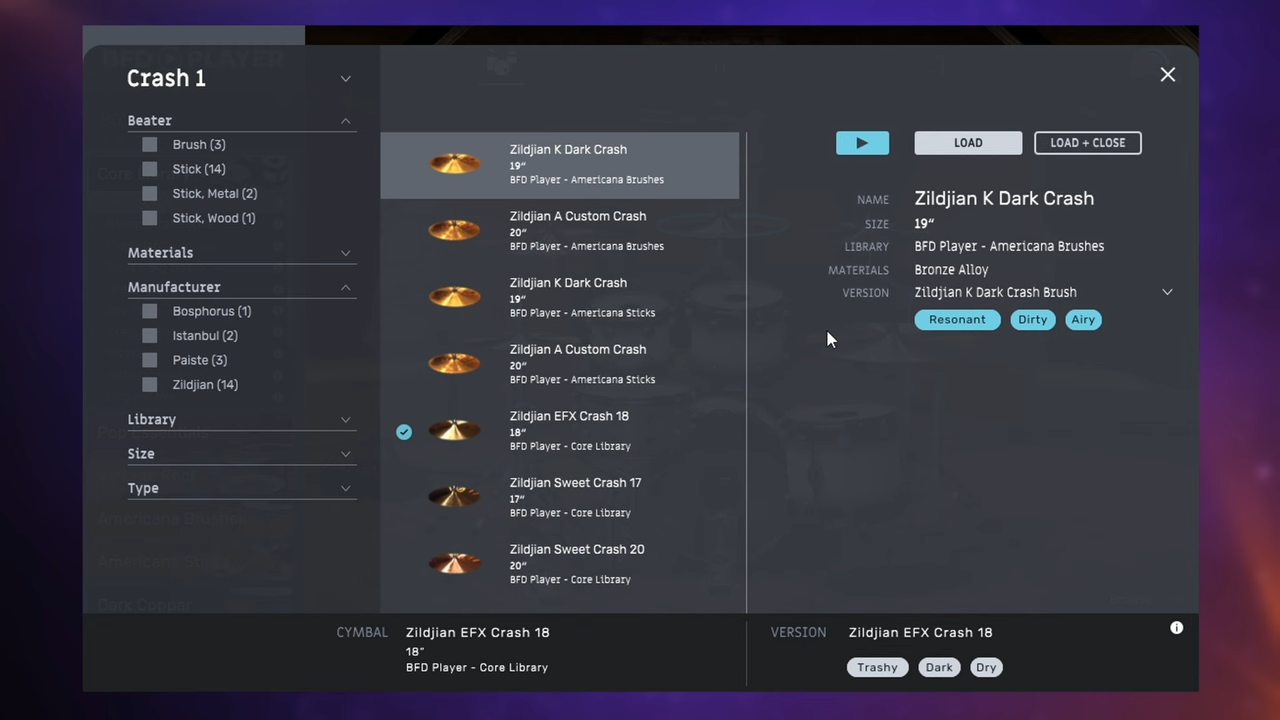 Crash 1
Beater
Brush (3)
Stick (14)
Stick, Metal (2)
Stick, Wood (1)
Materials
Manufacturer
Bosphorus (1)
Istanbul (2)
Paiste (3)
Zildjian (14)
Library
Size
Type
Zildjian K Dark Crash
19“
BFD Player - Americana Brushes
Zildjian A Custom Crash
20“
BFD Player - Americana Brushes
Zildjian K Dark Crash
19“
BFD Player - Americana Sticks
Zildjian A Custom Crash
20“
BFD Player - Americana Sticks
Zildjian EFX Crash 18
18“
BFD Player - Core Library
Zildjian Sweet Crash 17
17“
BFD Player - Core Library
Zildjian Sweet Crash 20
20“
BFD Player - Core Library
LOAD LOAD + CLOSE
NAME Zildjian K Dark Crash
SIZE 19“
LIBRARY BFD Player - Americana Brushes
MATERIALS Bronze Alloy
VERSION Zildjian K Dark Crash Brush
Resonant Dirty Airy
CYMBAL Zildjian EFX Crash 18
18“
BFD Player - Core Library
VERSION Zildjian EFX Crash 18
Trashy Dark Dry